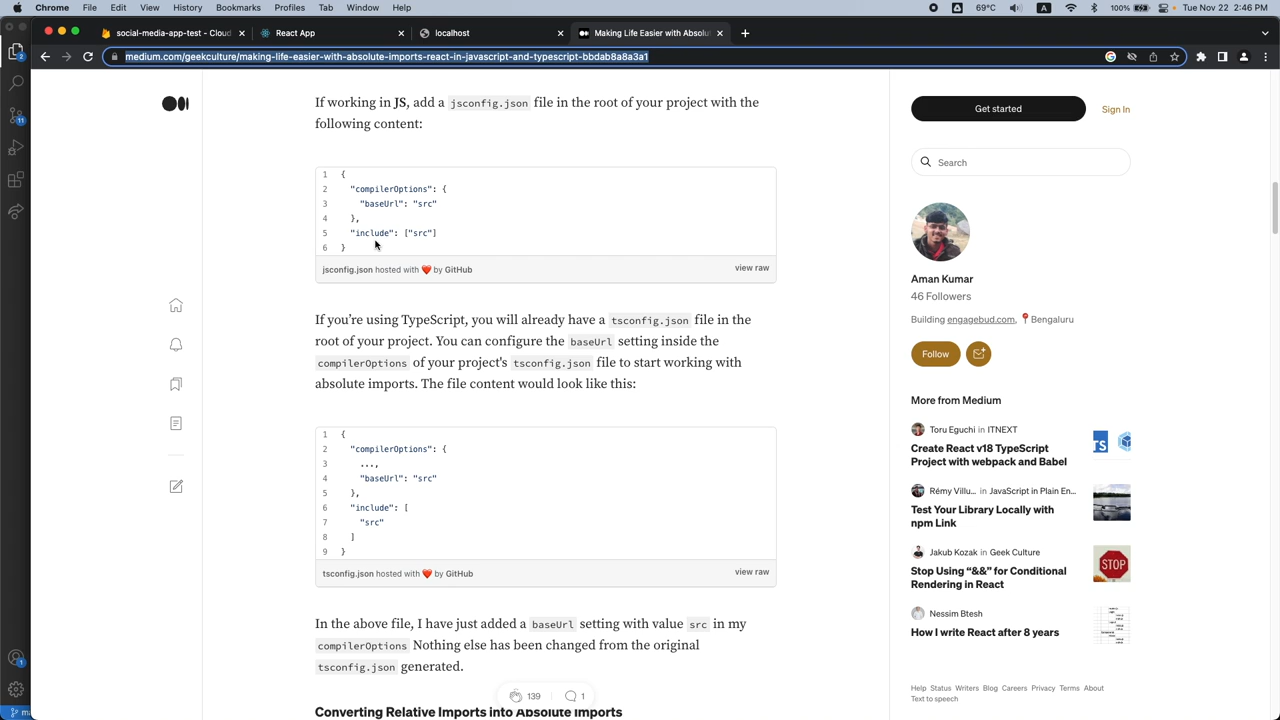 Chrome File Edit View History Bookmarks Profiles Tab Window Help
100% Tue Nov 22 2:46 PM
social-media-app-test - Cloud
React App
localhost
Making Life Easier with Absolu
medium.com/geekculture/making-life-easier-with-absolute-imports-react-in-javascript-and-typescript-bbdab8a8a3a1
If working in JS, add a jsconfig.json file in the root of your project with the
following content:
1 {
2 "compilerOptions": {
3 "baseUrl": "src"
4 },
5 "include": ["src"]
6 }
jsconfig.json hosted with ❤ by GitHub
view raw
If you’re using TypeScript, you will already have a tsconfig.json file in the
root of your project. You can configure the baseUrl setting inside the
compilerOptions of your project's tsconfig.json file to start working with
absolute imports. The file content would look like this:
1 {
2 "compilerOptions": {
3 ...,
4 "baseUrl": "src"
5 },
6 "include": [
7 "src"
8 ]
9 }
tsconfig.json hosted with ❤ by GitHub
view raw
In the above file, I have just added a baseUrl setting with value src in my
compilerOptions Nothing else has been changed from the original
tsconfig.json generated.
139
1
Converting Relative Imports into Absolute Imports
Get started
Sign In
Search
Aman Kumar
46 Followers
Building engagebud.com, 📍Bengaluru
Follow
More from Medium
Toru Eguchi in ITNEXT
Create React v18 TypeScript
Project with webpack and Babel
TS
Rémy Villu... in JavaScript in Plain En...
Test Your Library Locally with
npm Link
Jakub Kozak in Geek Culture
Stop Using “&&” for Conditional
Rendering in React
STOP
Nessim Btesh
How I write React after 8 years
Help Status Writers Blog Careers Privacy Terms About
Text to speech
2
11
1